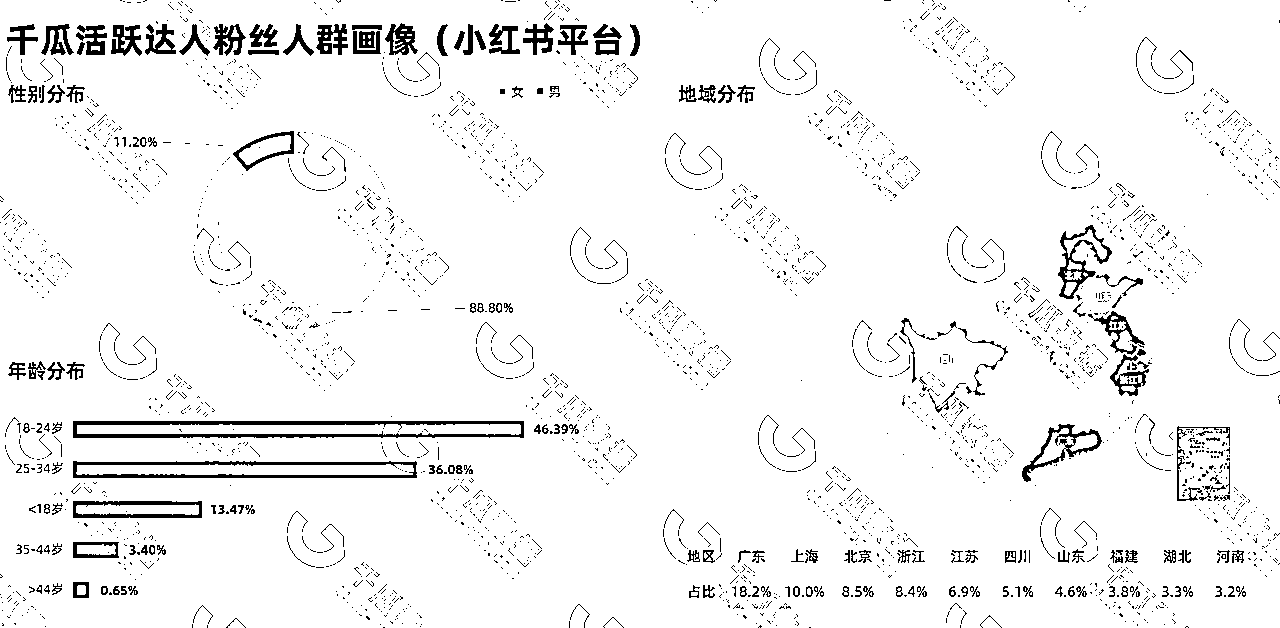 千瓜活跃达人粉丝人群画像（小红书平台）
性别分布
女 男
11.20%
88.80%
年龄分布
18-24岁 46.39%
25-34岁 36.08%
<18岁 13.47%
35-44岁 3.40%
>44岁 0.65%
地域分布
地区 广东 上海 北京 浙江 江苏 四川 山东 福建 湖北 河南
占比 18.2% 10.0% 8.5% 8.4% 6.9% 5.1% 4.6% 3.8% 3.3% 3.2%